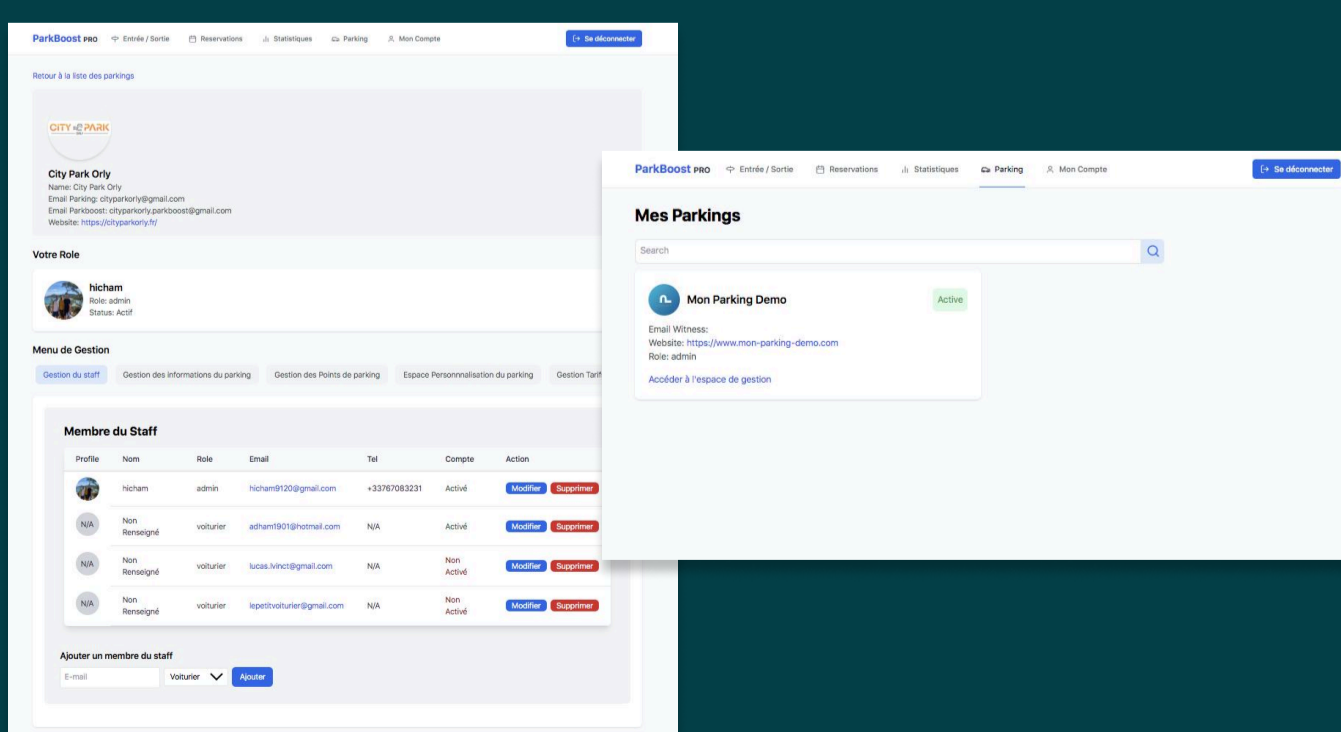 ParkBoost PRO Entrée / Sortie Reservations Statistiques Parking Mon Compte Se déconnecter
Retour à la liste des parkings
CITY PARK
City Park Orly
Name: City Park Orly
Email Parking: cityparkorly@gmail.com
Email Parkboost: cityparkorly.parkboost@gmail.com
Website: https://cityparkorly.fr/
Votre Role
hicham
Role: admin
Status: Actif
Menu de Gestion
Gestion du staff Gestion des informations du parking Gestion des Points de parking Espace Personnnalisation du parking Gestion Tarif
Membre du Staff
Profile Nom Role Email Tel Compte Action
hicham admin hicham9120@gmail.com +33767083231 Activé Modifier Supprimer
N/A Non Renseigné voiturier adham1901@hotmail.com N/A Activé Modifier Supprimer
N/A Non Renseigné voiturier lucas.lvinct@gmail.com N/A Non Activé Modifier Supprimer
N/A Non Renseigné voiturier lepetitvoiturier@gmail.com N/A Non Activé Modifier Supprimer
Ajouter un membre du staff
E-mail Voiturier Ajouter
ParkBoost PRO Entrée / Sortie Reservations Statistiques Parking Mon Compte Se déconnecter
Mes Parkings
Search
Mon Parking Demo Active
Email Witness:
Website: https://www.mon-parking-demo.com
Role: admin
Accéder à l'espace de gestion